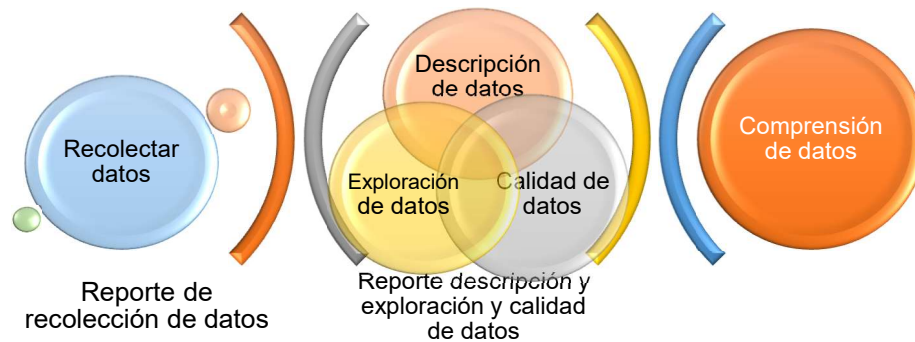 Recolectar
datos
Reporte de
recolección de datos
Descripción
de datos
Exploración
de datos
Calidad de
datos
Reporte descripción y
exploración y calidad
de datos
Comprensión
de datos